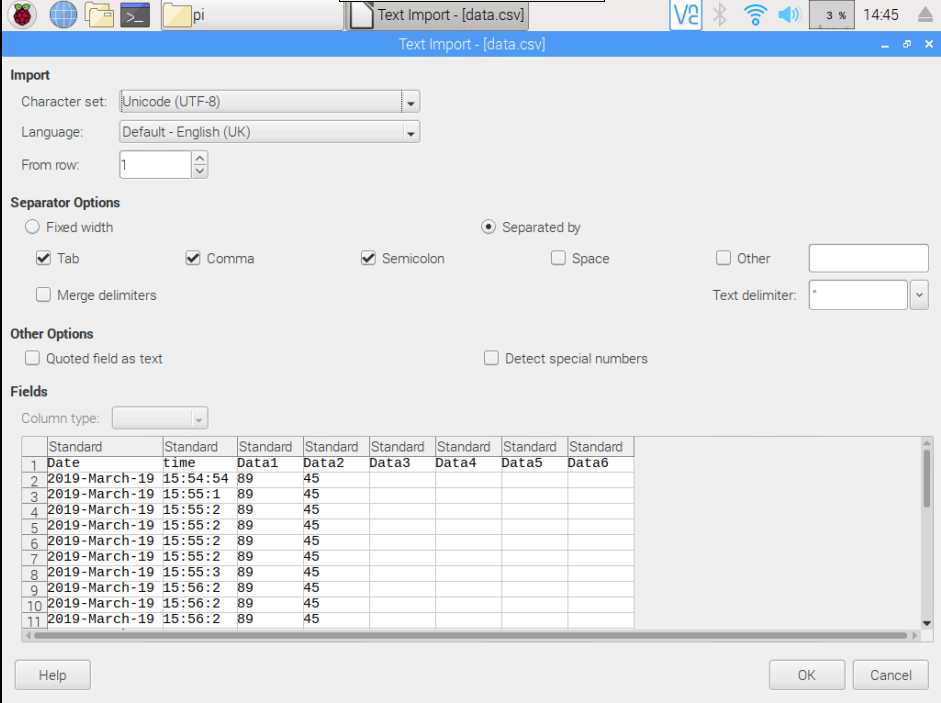 pi
Text Import - [data.csv]
V2
3 %
14:45
Text Import - [data.csv]
Import
Character set: Unicode (UTF-8)
Language: Default - English (UK)
From row: 1
Separator Options
Fixed width Separated by
Tab Comma Semicolon Space Other
Merge delimiters Text delimiter: "
Other Options
Quoted field as text Detect special numbers
Fields
Column type:
Standard Standard Standard Standard Standard Standard Standard Standard
1 Date time Data1 Data2 Data3 Data4 Data5 Data6
2 2019-March-19 15:54:54 89 45
3 2019-March-19 15:55:1 89 45
4 2019-March-19 15:55:2 89 45
5 2019-March-19 15:55:2 89 45
6 2019-March-19 15:55:2 89 45
7 2019-March-19 15:55:2 89 45
8 2019-March-19 15:55:3 89 45
9 2019-March-19 15:56:2 89 45
10 2019-March-19 15:56:2 89 45
11 2019-March-19 15:56:2 89 45
Help OK Cancel